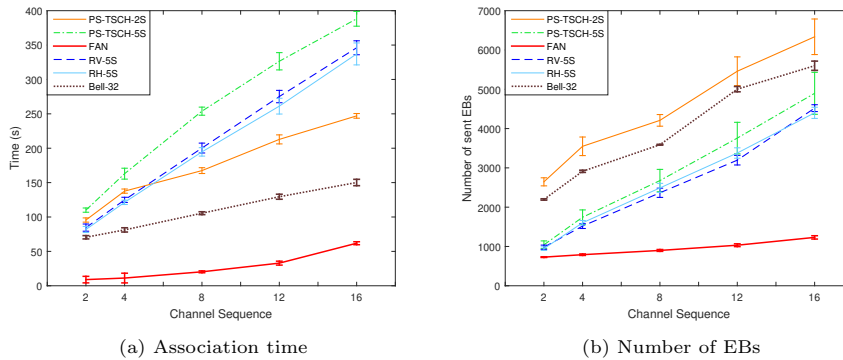 PS-TSCH-2S
PS-TSCH-5S
FAN
RV-5S
RH-5S
Bell-32
400
350
300
250
200
150
100
50
0
Time (s)
2
4
8
12
16
Channel Sequence
(a) Association time
PS-TSCH-2S
PS-TSCH-5S
FAN
RV-5S
RH-5S
Bell-32
7000
6000
5000
4000
3000
2000
1000
0
Number of sent EBs
2
4
8
12
16
Channel Sequence
(b) Number of EBs